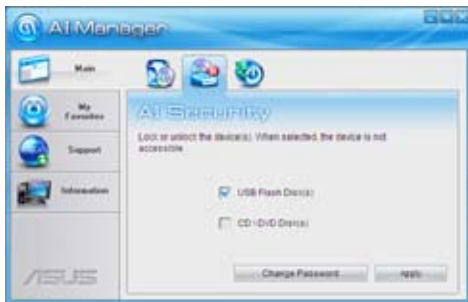 AI Manager
Main
My
Favorites
Support
Information
AI Security
Lock or unlock the device(s). When selected, the device is not
accessible
USB Flash Disk(s)
CD \DVD Disk(s)
Change Password
Apply
ASUS